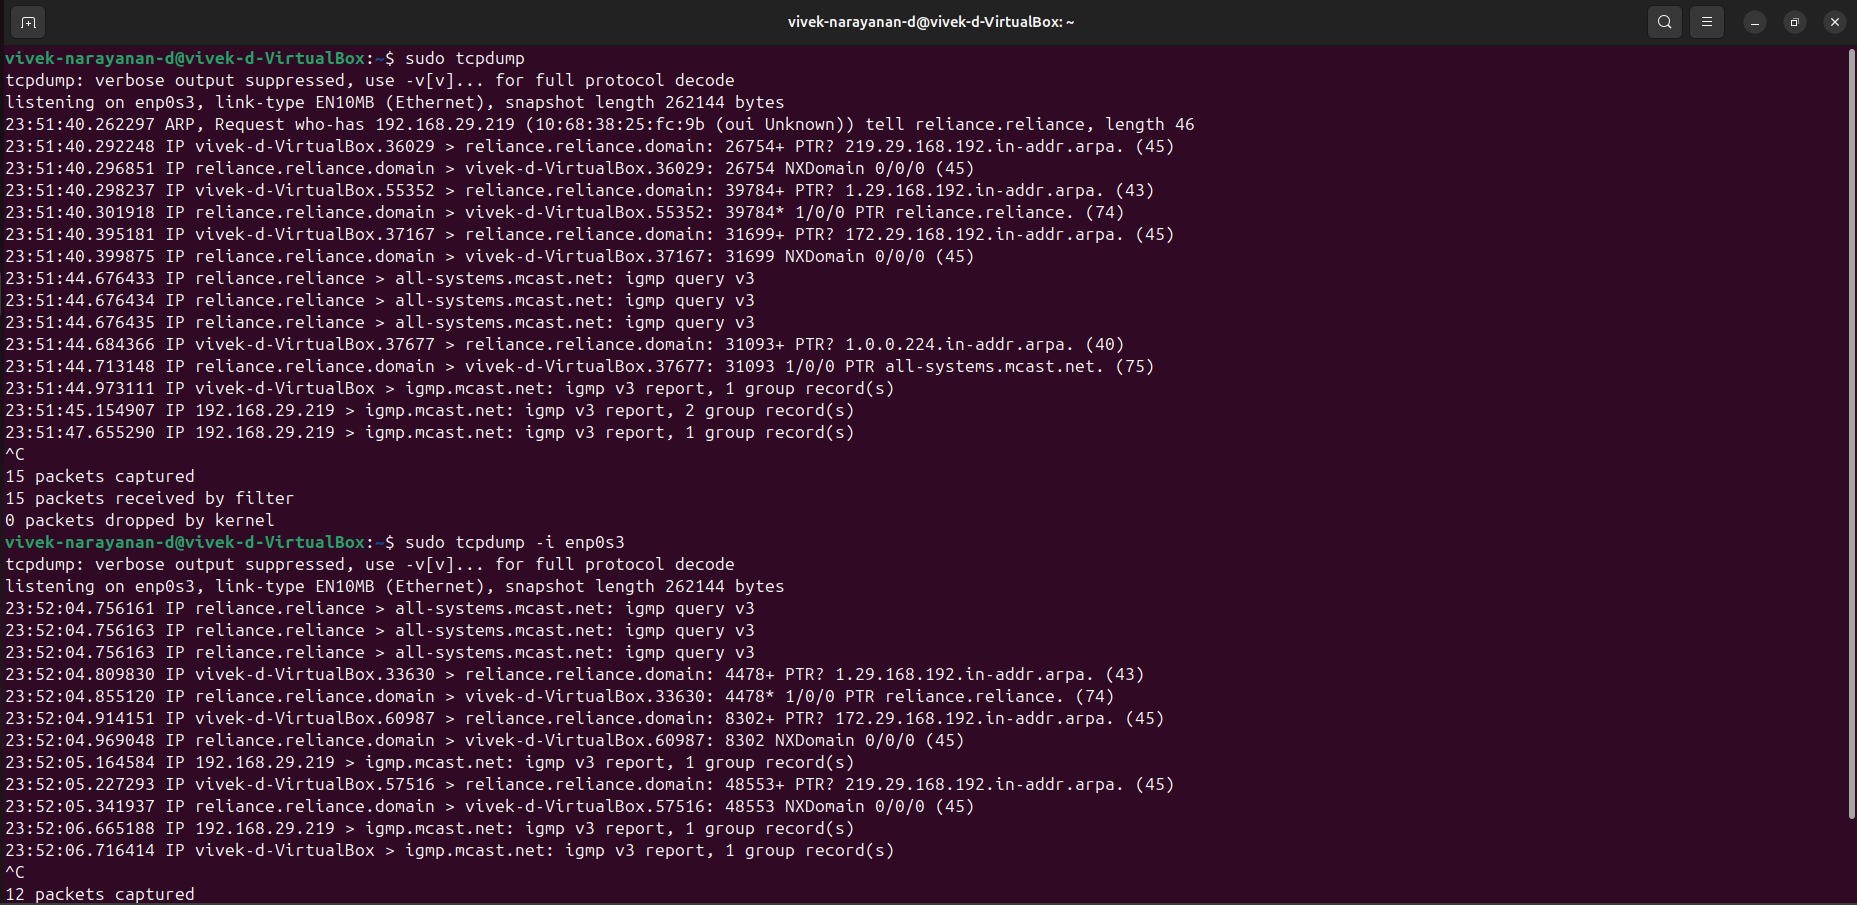 vivek-narayanan-d@vivek-d-VirtualBox: ~
vivek-narayanan-d@vivek-d-VirtualBox:~$ sudo tcpdump
tcpdump: verbose output suppressed, use -v[v]... for full protocol decode
listening on enp0s3, link-type EN10MB (Ethernet), snapshot length 262144 bytes
23:51:40.262297 ARP, Request who-has 192.168.29.219 (10:68:38:25:fc:9b (oui Unknown)) tell reliance.reliance, length 46
23:51:40.292248 IP vivek-d-VirtualBox.36029 > reliance.reliance.domain: 26754+ PTR? 219.29.168.192.in-addr.arpa. (45)
23:51:40.296851 IP reliance.reliance.domain > vivek-d-VirtualBox.36029: 26754 NXDomain 0/0/0 (45)
23:51:40.298237 IP vivek-d-VirtualBox.55352 > reliance.reliance.domain: 39784+ PTR? 1.29.168.192.in-addr.arpa. (43)
23:51:40.301918 IP reliance.reliance.domain > vivek-d-VirtualBox.55352: 39784* 1/0/0 PTR reliance.reliance. (74)
23:51:40.395181 IP vivek-d-VirtualBox.37167 > reliance.reliance.domain: 31699+ PTR? 172.29.168.192.in-addr.arpa. (45)
23:51:40.399875 IP reliance.reliance.domain > vivek-d-VirtualBox.37167: 31699 NXDomain 0/0/0 (45)
23:51:44.676433 IP reliance.reliance > all-systems.mcast.net: igmp query v3
23:51:44.676434 IP reliance.reliance > all-systems.mcast.net: igmp query v3
23:51:44.676435 IP reliance.reliance > all-systems.mcast.net: igmp query v3
23:51:44.684366 IP vivek-d-VirtualBox.37677 > reliance.reliance.domain: 31093+ PTR? 1.0.0.224.in-addr.arpa. (40)
23:51:44.713148 IP reliance.reliance.domain > vivek-d-VirtualBox.37677: 31093 1/0/0 PTR all-systems.mcast.net. (75)
23:51:44.973111 IP vivek-d-VirtualBox > igmp.mcast.net: igmp v3 report, 1 group record(s)
23:51:45.154907 IP 192.168.29.219 > igmp.mcast.net: igmp v3 report, 2 group record(s)
23:51:47.655290 IP 192.168.29.219 > igmp.mcast.net: igmp v3 report, 1 group record(s)
^C
15 packets captured
15 packets received by filter
0 packets dropped by kernel
vivek-narayanan-d@vivek-d-VirtualBox:~$ sudo tcpdump -i enp0s3
tcpdump: verbose output suppressed, use -v[v]... for full protocol decode
listening on enp0s3, link-type EN10MB (Ethernet), snapshot length 262144 bytes
23:52:04.756161 IP reliance.reliance > all-systems.mcast.net: igmp query v3
23:52:04.756163 IP reliance.reliance > all-systems.mcast.net: igmp query v3
23:52:04.756163 IP reliance.reliance > all-systems.mcast.net: igmp query v3
23:52:04.809830 IP vivek-d-VirtualBox.33630 > reliance.reliance.domain: 4478+ PTR? 1.29.168.192.in-addr.arpa. (43)
23:52:04.855120 IP reliance.reliance.domain > vivek-d-VirtualBox.33630: 4478* 1/0/0 PTR reliance.reliance. (74)
23:52:04.914151 IP vivek-d-VirtualBox.60987 > reliance.reliance.domain: 8302+ PTR? 172.29.168.192.in-addr.arpa. (45)
23:52:04.969048 IP reliance.reliance.domain > vivek-d-VirtualBox.60987: 8302 NXDomain 0/0/0 (45)
23:52:05.164584 IP 192.168.29.219 > igmp.mcast.net: igmp v3 report, 1 group record(s)
23:52:05.227293 IP vivek-d-VirtualBox.57516 > reliance.reliance.domain: 48553+ PTR? 219.29.168.192.in-addr.arpa. (45)
23:52:05.341937 IP reliance.reliance.domain > vivek-d-VirtualBox.57516: 48553 NXDomain 0/0/0 (45)
23:52:06.665188 IP 192.168.29.219 > igmp.mcast.net: igmp v3 report, 1 group record(s)
23:52:06.716414 IP vivek-d-VirtualBox > igmp.mcast.net: igmp v3 report, 1 group record(s)
^C
12 packets captured